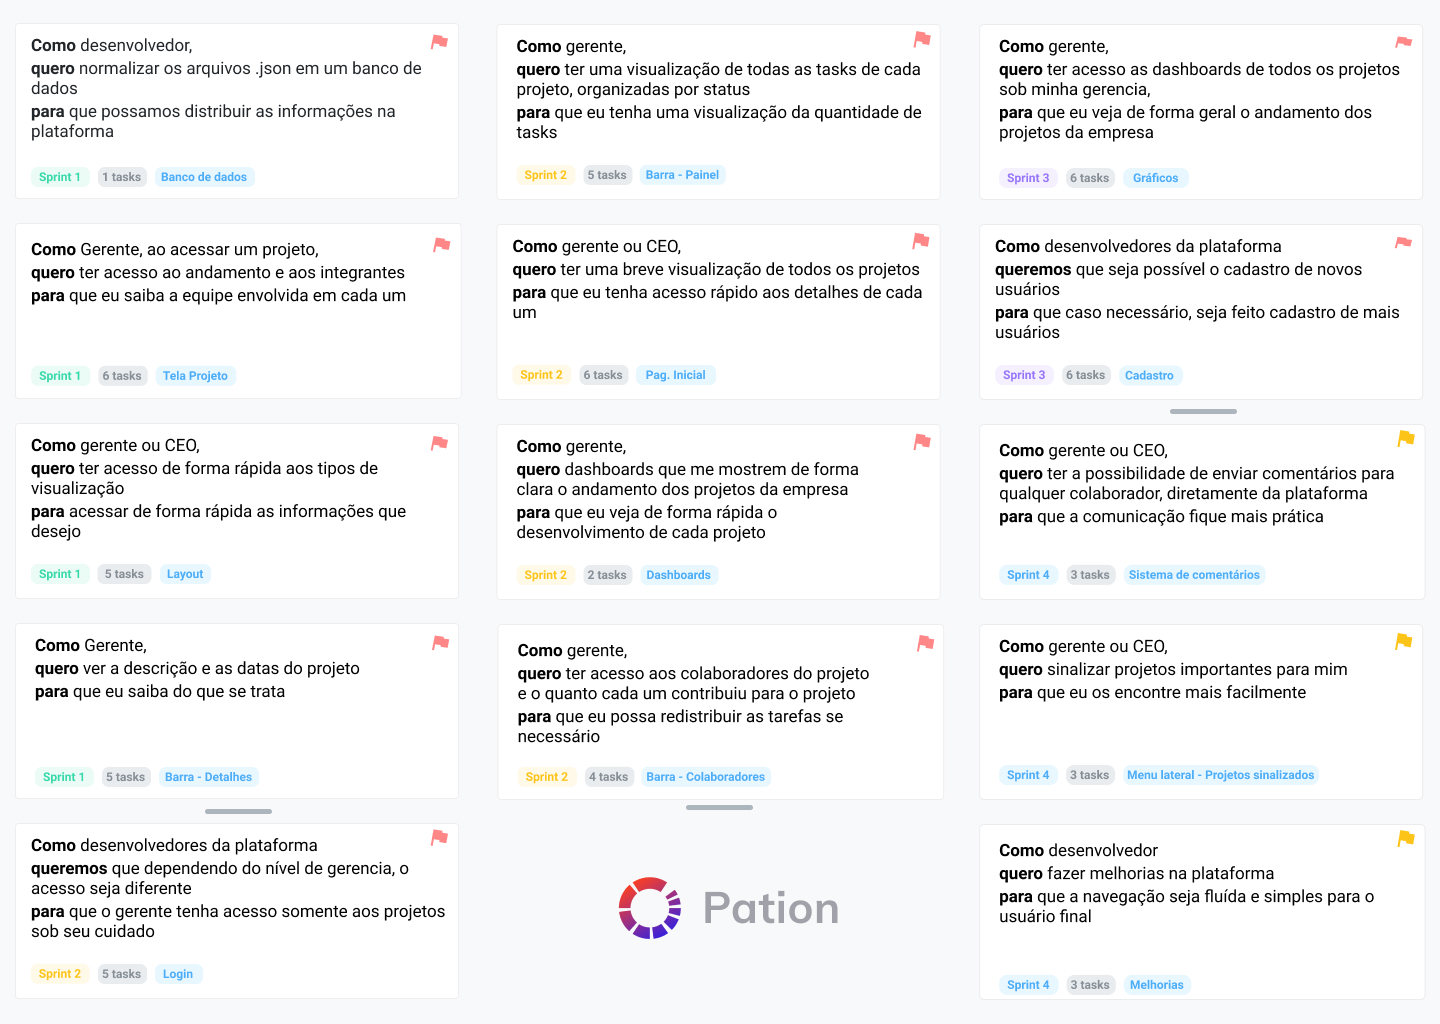 Como desenvolvedor,
quero normalizar os arquivos .json em um banco de
dados
para que possamos distribuir as informações na
plataforma
Sprint 1 1 tasks Banco de dados
Como Gerente, ao acessar um projeto,
quero ter acesso ao andamento e aos integrantes
para que eu saiba a equipe envolvida em cada um
Sprint 1 6 tasks Tela Projeto
Como gerente ou CEO,
quero ter acesso de forma rápida aos tipos de
visualização
para acessar de forma rápida as informações que
desejo
Sprint 1 5 tasks Layout
Como Gerente,
quero ver a descrição e as datas do projeto
para que eu saiba do que se trata
Sprint 1 5 tasks Barra - Detalhes
Como desenvolvedores da plataforma
queremos que dependendo do nível de gerencia, o
acesso seja diferente
para que o gerente tenha acesso somente aos projetos
sob seu cuidado
Sprint 2 5 tasks Login
Como gerente,
quero ter uma visualização de todas as tasks de cada
projeto, organizadas por status
para que eu tenha uma visualização da quantidade de
tasks
Sprint 2 5 tasks Barra - Painel
Como gerente ou CEO,
quero ter uma breve visualização de todos os projetos
para que eu tenha acesso rápido aos detalhes de cada
um
Sprint 2 6 tasks Pag. Inicial
Como gerente,
quero dashboards que me mostrem de forma
clara o andamento dos projetos da empresa
para que eu veja de forma rápida o
desenvolvimento de cada projeto
Sprint 2 2 tasks Dashboards
Como gerente,
quero ter acesso aos colaboradores do projeto
e o quanto cada um contribuiu para o projeto
para que eu possa redistribuir as tarefas se
necessário
Sprint 2 4 tasks Barra - Colaboradores
Pation
Como gerente,
quero ter acesso as dashboards de todos os projetos
sob minha gerencia,
para que eu veja de forma geral o andamento dos
projetos da empresa
Sprint 3 6 tasks Gráficos
Como desenvolvedores da plataforma
queremos que seja possível o cadastro de novos
usuários
para que caso necessário, seja feito cadastro de mais
usuários
Sprint 3 6 tasks Cadastro
Como gerente ou CEO,
quero ter a possibilidade de enviar comentários para
qualquer colaborador, diretamente da plataforma
para que a comunicação fique mais prática
Sprint 4 3 tasks Sistema de comentários
Como gerente ou CEO,
quero sinalizar projetos importantes para mim
para que eu os encontre mais facilmente
Sprint 4 3 tasks Menu lateral - Projetos sinalizados
Como desenvolvedor
quero fazer melhorias na plataforma
para que a navegação seja fluída e simples para o
usuário final
Sprint 4 3 tasks Melhorias